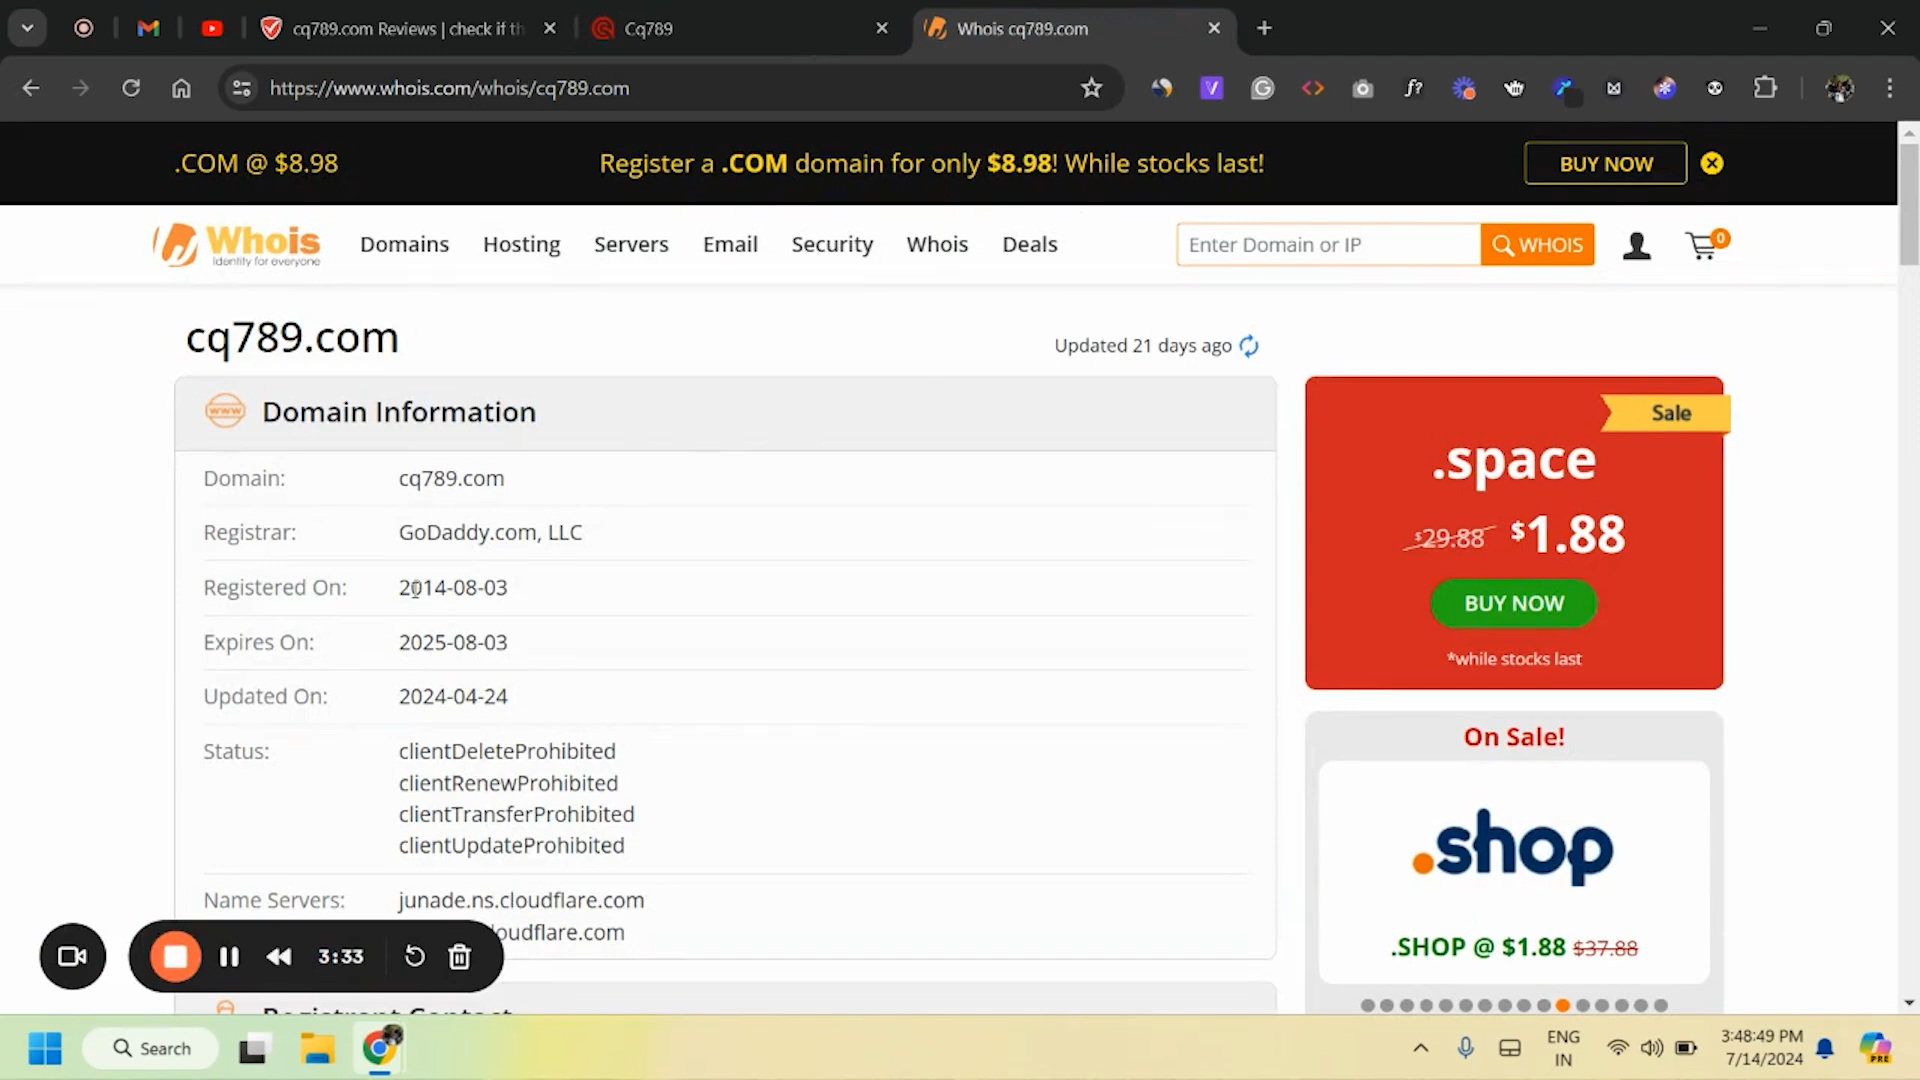 cq789.com Reviews | check if th
Cq789
Whois cq789.com
https://www.whois.com/whois/cq789.com
.COM @ $8.98
Register a .COM domain for only $8.98! While stocks last!
BUY NOW
Whois
Identity for everyone
Domains
Hosting
Servers
Email
Security
Whois
Deals
Enter Domain or IP
WHOIS
0
cq789.com
Updated 21 days ago
www
Domain Information
Domain: cq789.com
Registrar: GoDaddy.com, LLC
Registered On: 2014-08-03
Expires On: 2025-08-03
Updated On: 2024-04-24
Status: clientDeleteProhibited
clientRenewProhibited
clientTransferProhibited
clientUpdateProhibited
Name Servers: junade.ns.cloudflare.com
oudflare.com
Registrant Contact
Sale
.space
$29.88 $1.88
BUY NOW
*while stocks last
On Sale!
.shop
.SHOP @ $1.88 $37.88
3:33
Search
ENG
IN
3:48:49 PM
7/14/2024
PRE